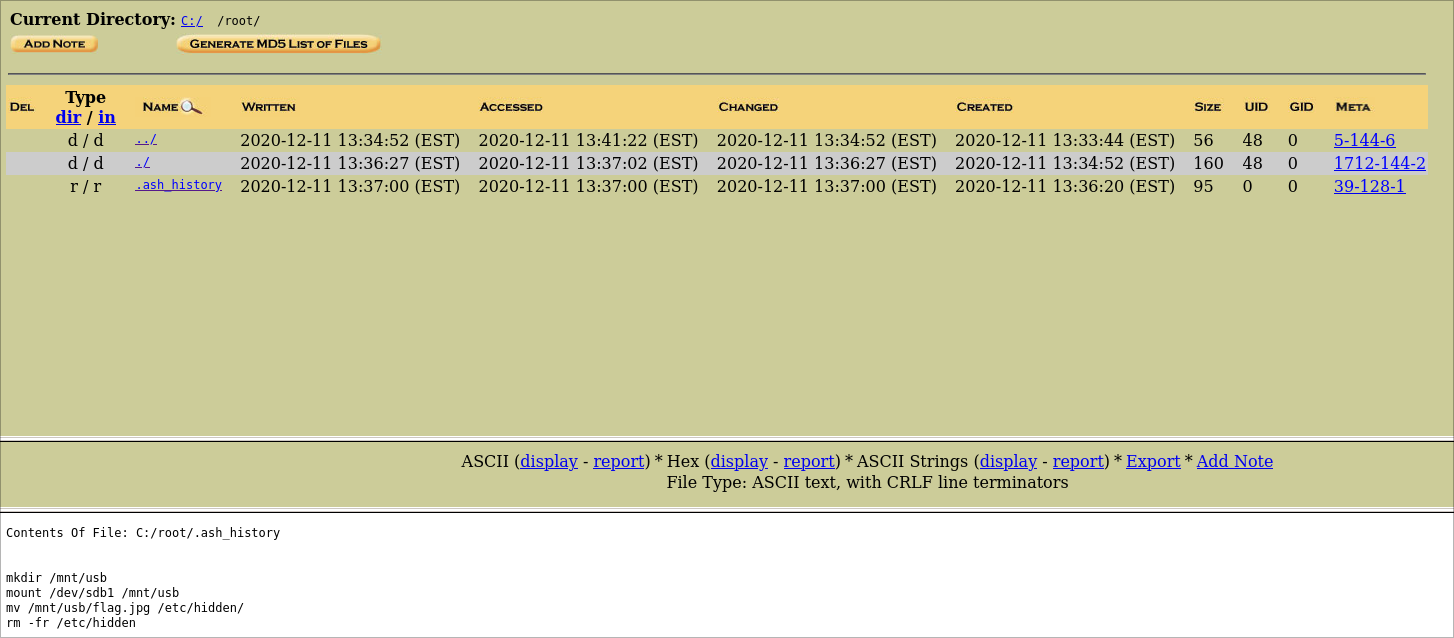 Current Directory: C:/ /root/
ADD NOTE GENERATE MD5 LIST OF FILES
DEL Type dir / in NAME WRITTEN ACCESSED CHANGED CREATED SIZE UID GID META
d / d ../ 2020-12-11 13:34:52 (EST) 2020-12-11 13:41:22 (EST) 2020-12-11 13:34:52 (EST) 2020-12-11 13:33:44 (EST) 56 48 0 5-144-6
d / d ./ 2020-12-11 13:36:27 (EST) 2020-12-11 13:37:02 (EST) 2020-12-11 13:36:27 (EST) 2020-12-11 13:34:52 (EST) 160 48 0 1712-144-2
r / r .ash_history 2020-12-11 13:37:00 (EST) 2020-12-11 13:37:00 (EST) 2020-12-11 13:37:00 (EST) 2020-12-11 13:36:20 (EST) 95 0 0 39-128-1
ASCII (display - report) * Hex (display - report) * ASCII Strings (display - report) * Export * Add Note
File Type: ASCII text, with CRLF line terminators
Contents Of File: C:/root/.ash_history
mkdir /mnt/usb
mount /dev/sdb1 /mnt/usb
mv /mnt/usb/flag.jpg /etc/hidden/
rm -fr /etc/hidden